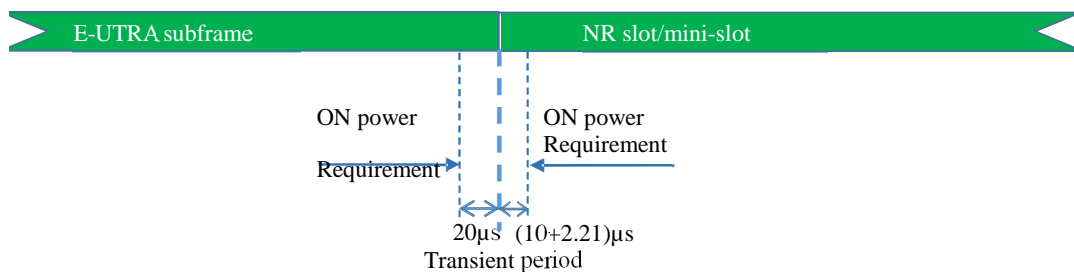 E-UTRA subframe
NR slot/mini-slot
ON power
Requirement
ON power
Requirement
20µs
(10+2.21)µs
Transient period